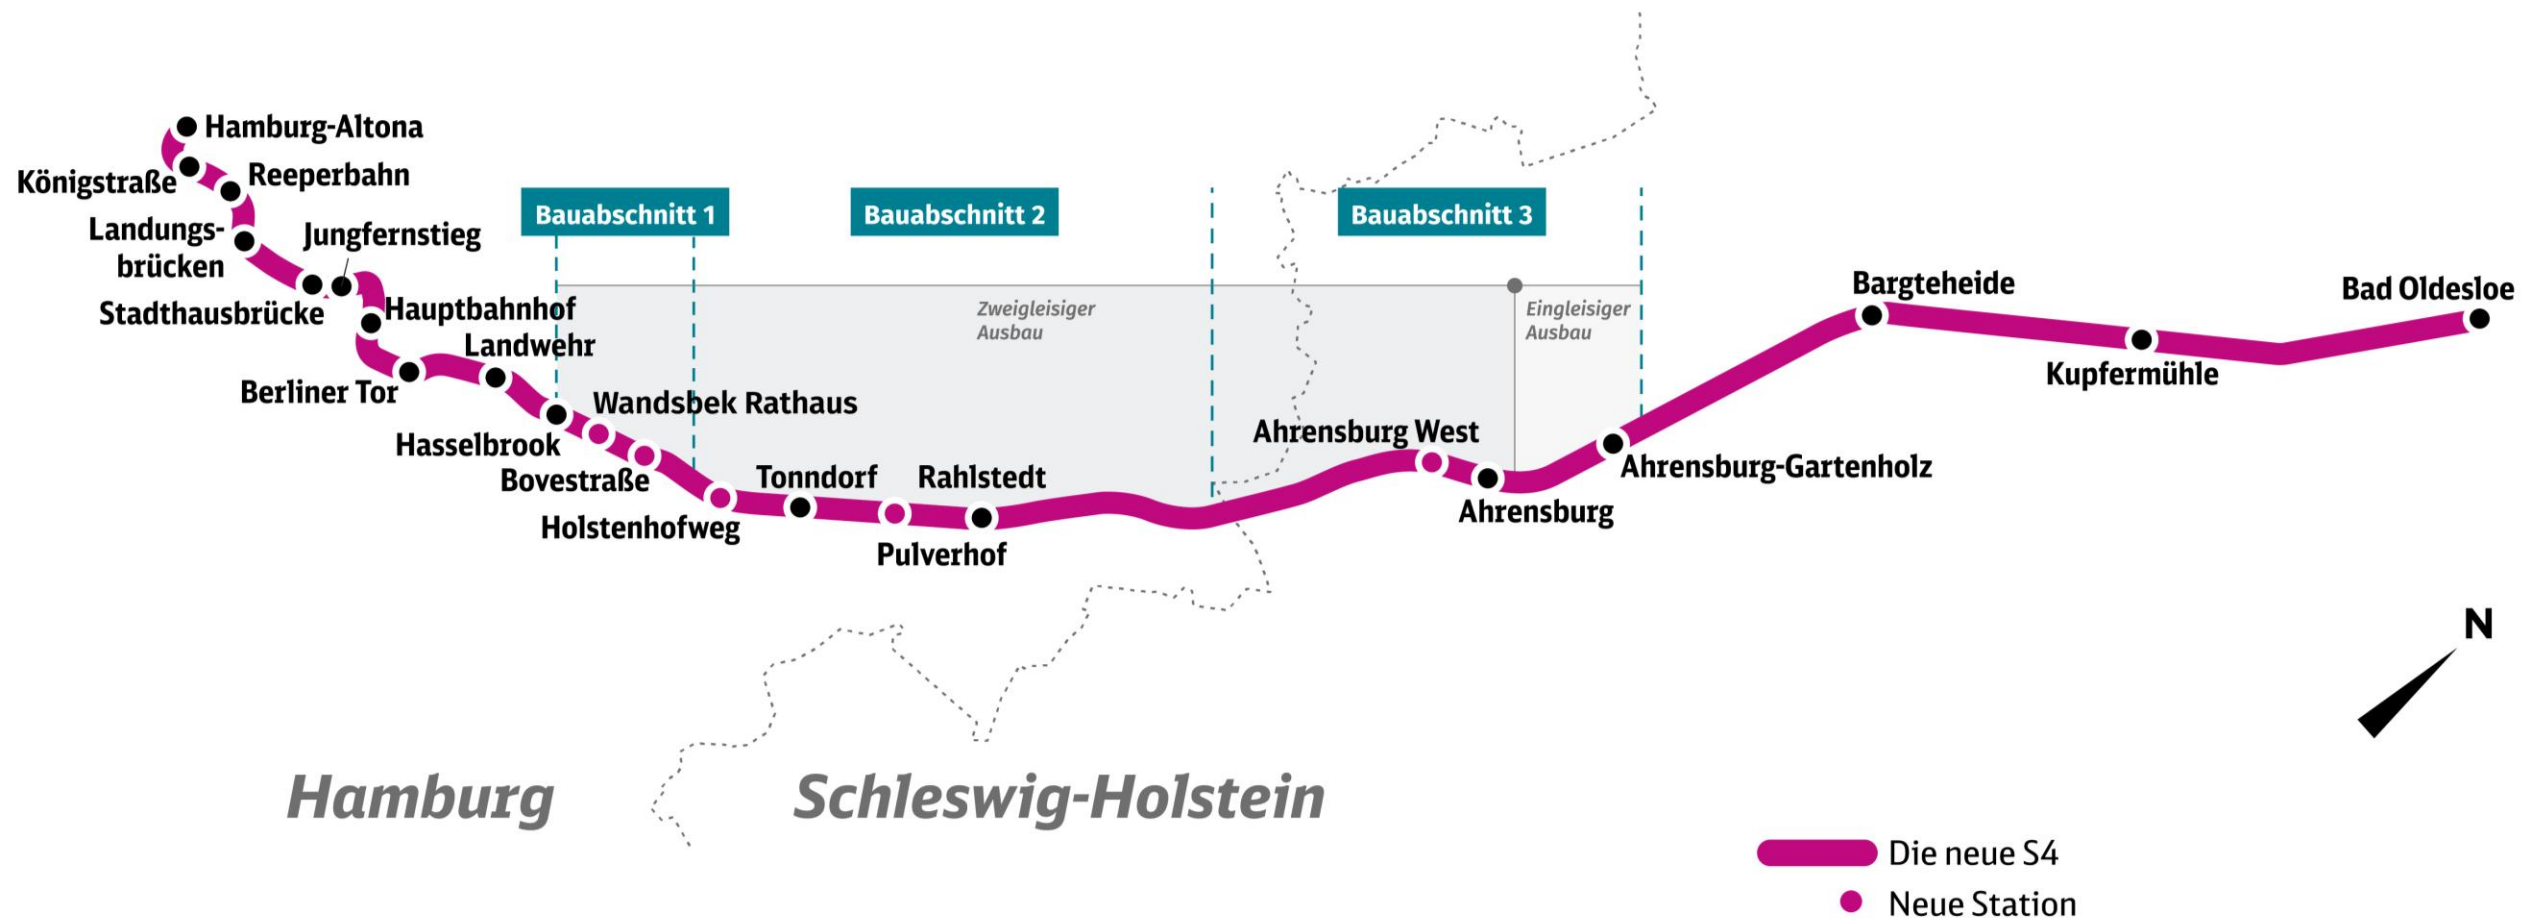 Hamburg-Altona
Königstraße
Reeperbahn
Landungs-
brücken
Jungfernstieg
Stadthausbrücke
Hauptbahnhof
Landwehr
Berliner Tor
Bauabschnitt 1
Bauabschnitt 2
Bauabschnitt 3
Zweigleisiger
Ausbau
Eingleisiger
Ausbau
Wandsbek Rathaus
Hasselbrook
Bovestraße
Holstenhofweg
Tonndorf
Rahlstedt
Pulverhof
Ahrensburg West
Ahrensburg
Ahrensburg-Gartenholz
Bargteheide
Kupfermühle
Bad Oldesloe
N
Hamburg
Schleswig-Holstein
Die neue S4
Neue Station